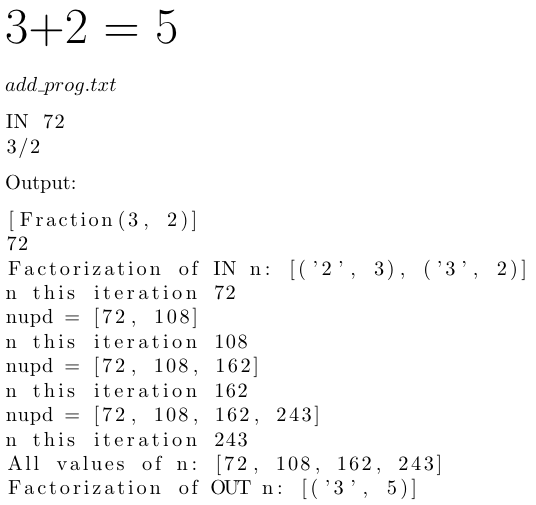 3+2 = 5
add_prog.txt
IN 72
3/2
Output:
[Fraction(3, 2)]
72
Factorization of IN n: [('2', 3), ('3', 2)]
n this iteration 72
nupd = [72, 108]
n this iteration 108
nupd = [72, 108, 162]
n this iteration 162
nupd = [72, 108, 162, 243]
n this iteration 243
All values of n: [72, 108, 162, 243]
Factorization of OUT n: [('3', 5)]